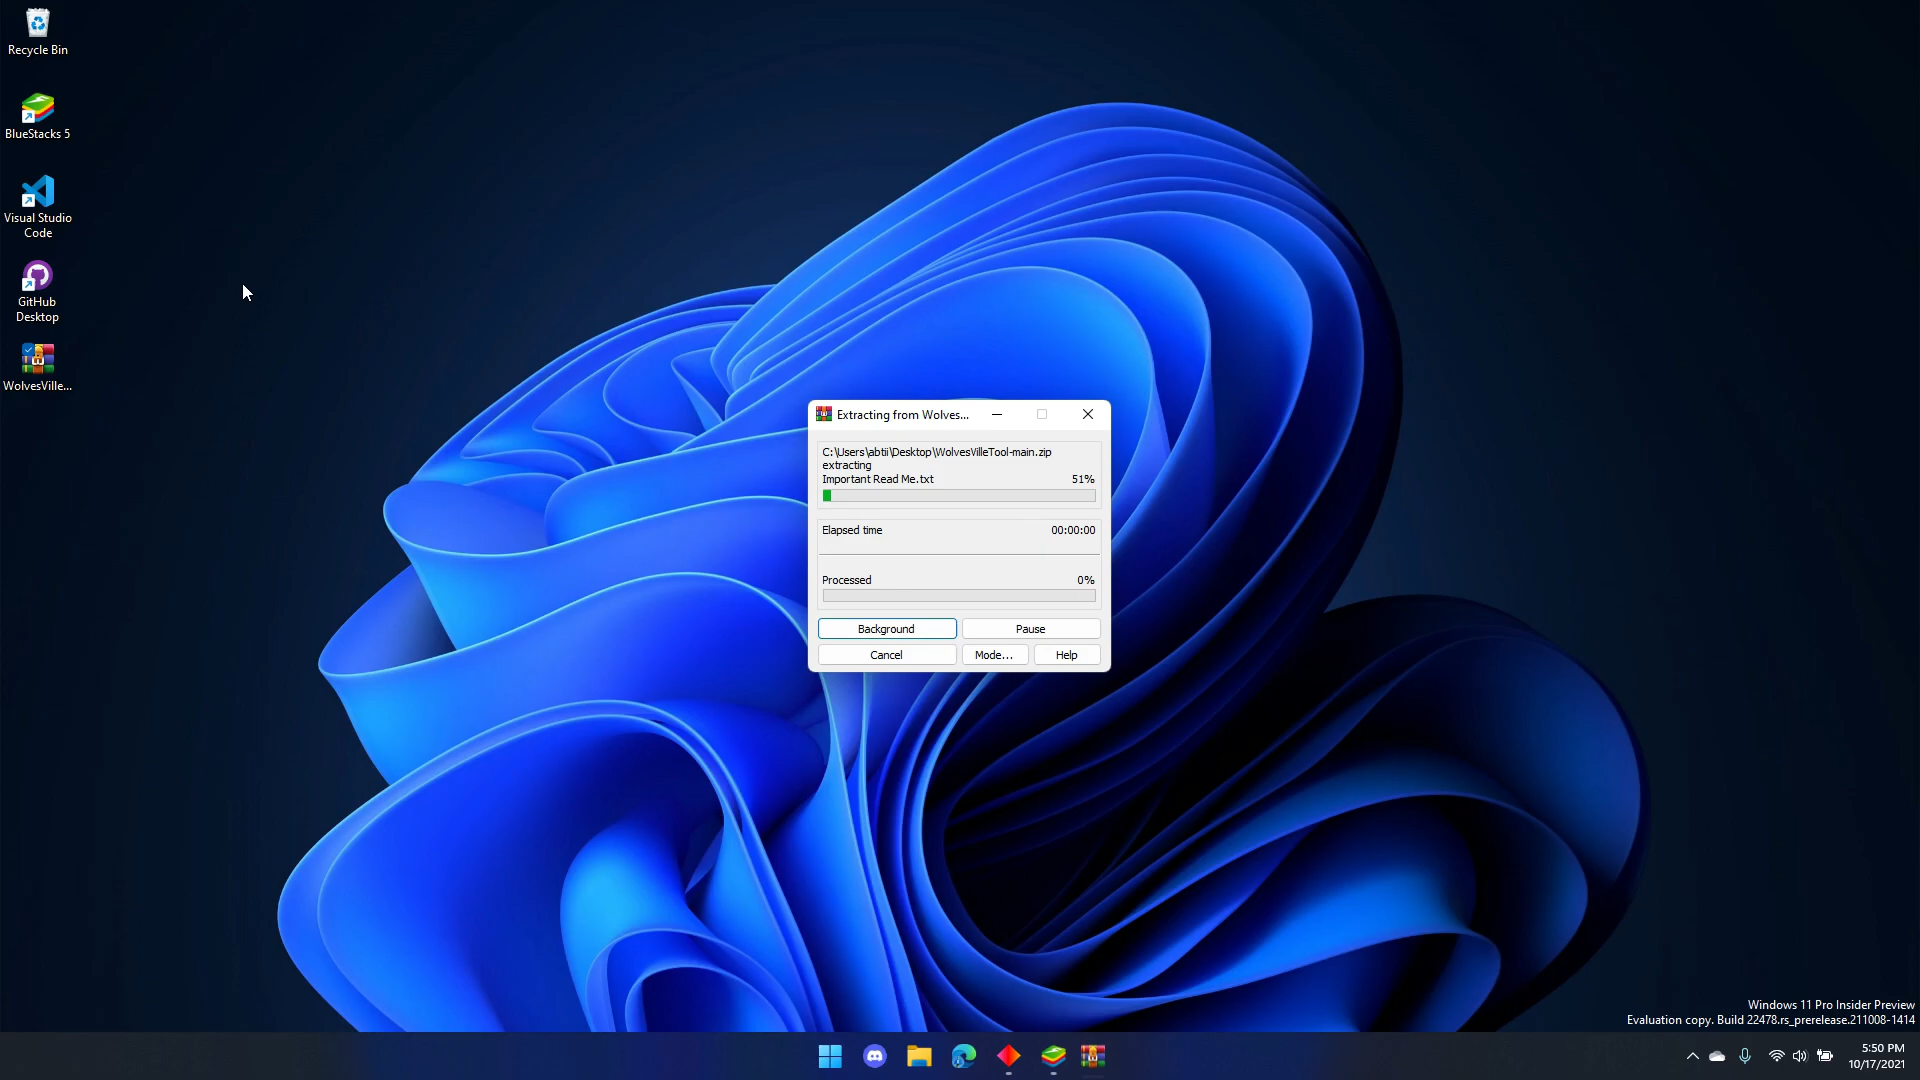 Recycle Bin
BlueStacks 5
Visual Studio
Code
GitHub
Desktop
WolvesVille...
Extracting from Wolves...
C:\Users\abtii\Desktop\WolvesVilleTool-main.zip
extracting
Important Read Me.txt 51%
Elapsed time 00:00:00
Processed 0%
Background Pause
Cancel Mode... Help
Windows 11 Pro Insider Preview
Evaluation copy. Build 22478.rs_prerelease.211008-1414
5:50 PM
10/17/2021